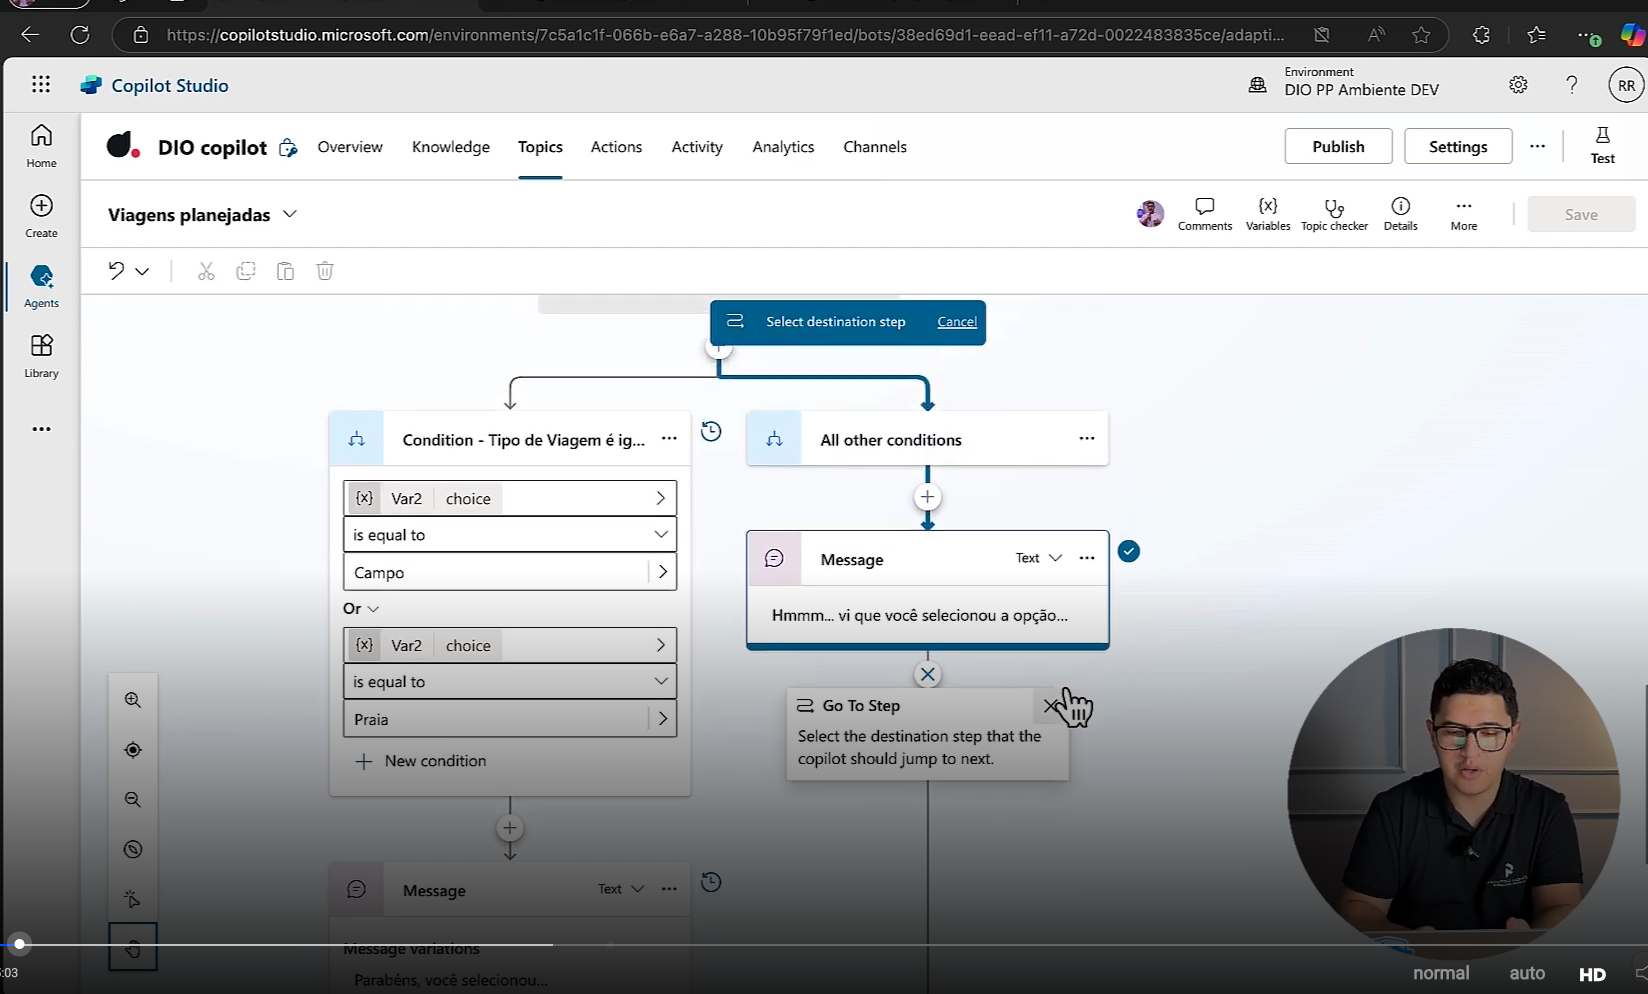 https://copilotstudio.microsoft.com/environments/7c5a1c1f-066b-e6a7-a288-10b95f79f1ed/bots/38ed69d1-eead-ef11-a72d-0022483835ce/adapti...
Copilot Studio
Environment
DIO PP Ambiente DEV
RR
Home
Create
Agents
Library
DIO copilot
Overview
Knowledge
Topics
Actions
Activity
Analytics
Channels
Publish
Settings
Test
Viagens planejadas
Comments
Variables
Topic checker
Details
More
Save
Select destination step
Cancel
Condition - Tipo de Viagem é ig...
{x} Var2 choice
is equal to
Campo
Or
{x} Var2 choice
is equal to
Praia
New condition
All other conditions
Message
Text
Hmmm... vi que você selecionou a opção...
Go To Step
Select the destination step that the
copilot should jump to next.
Message
Text
Message variations
Parabéns, você selecionou...
:03
normal
auto
HD